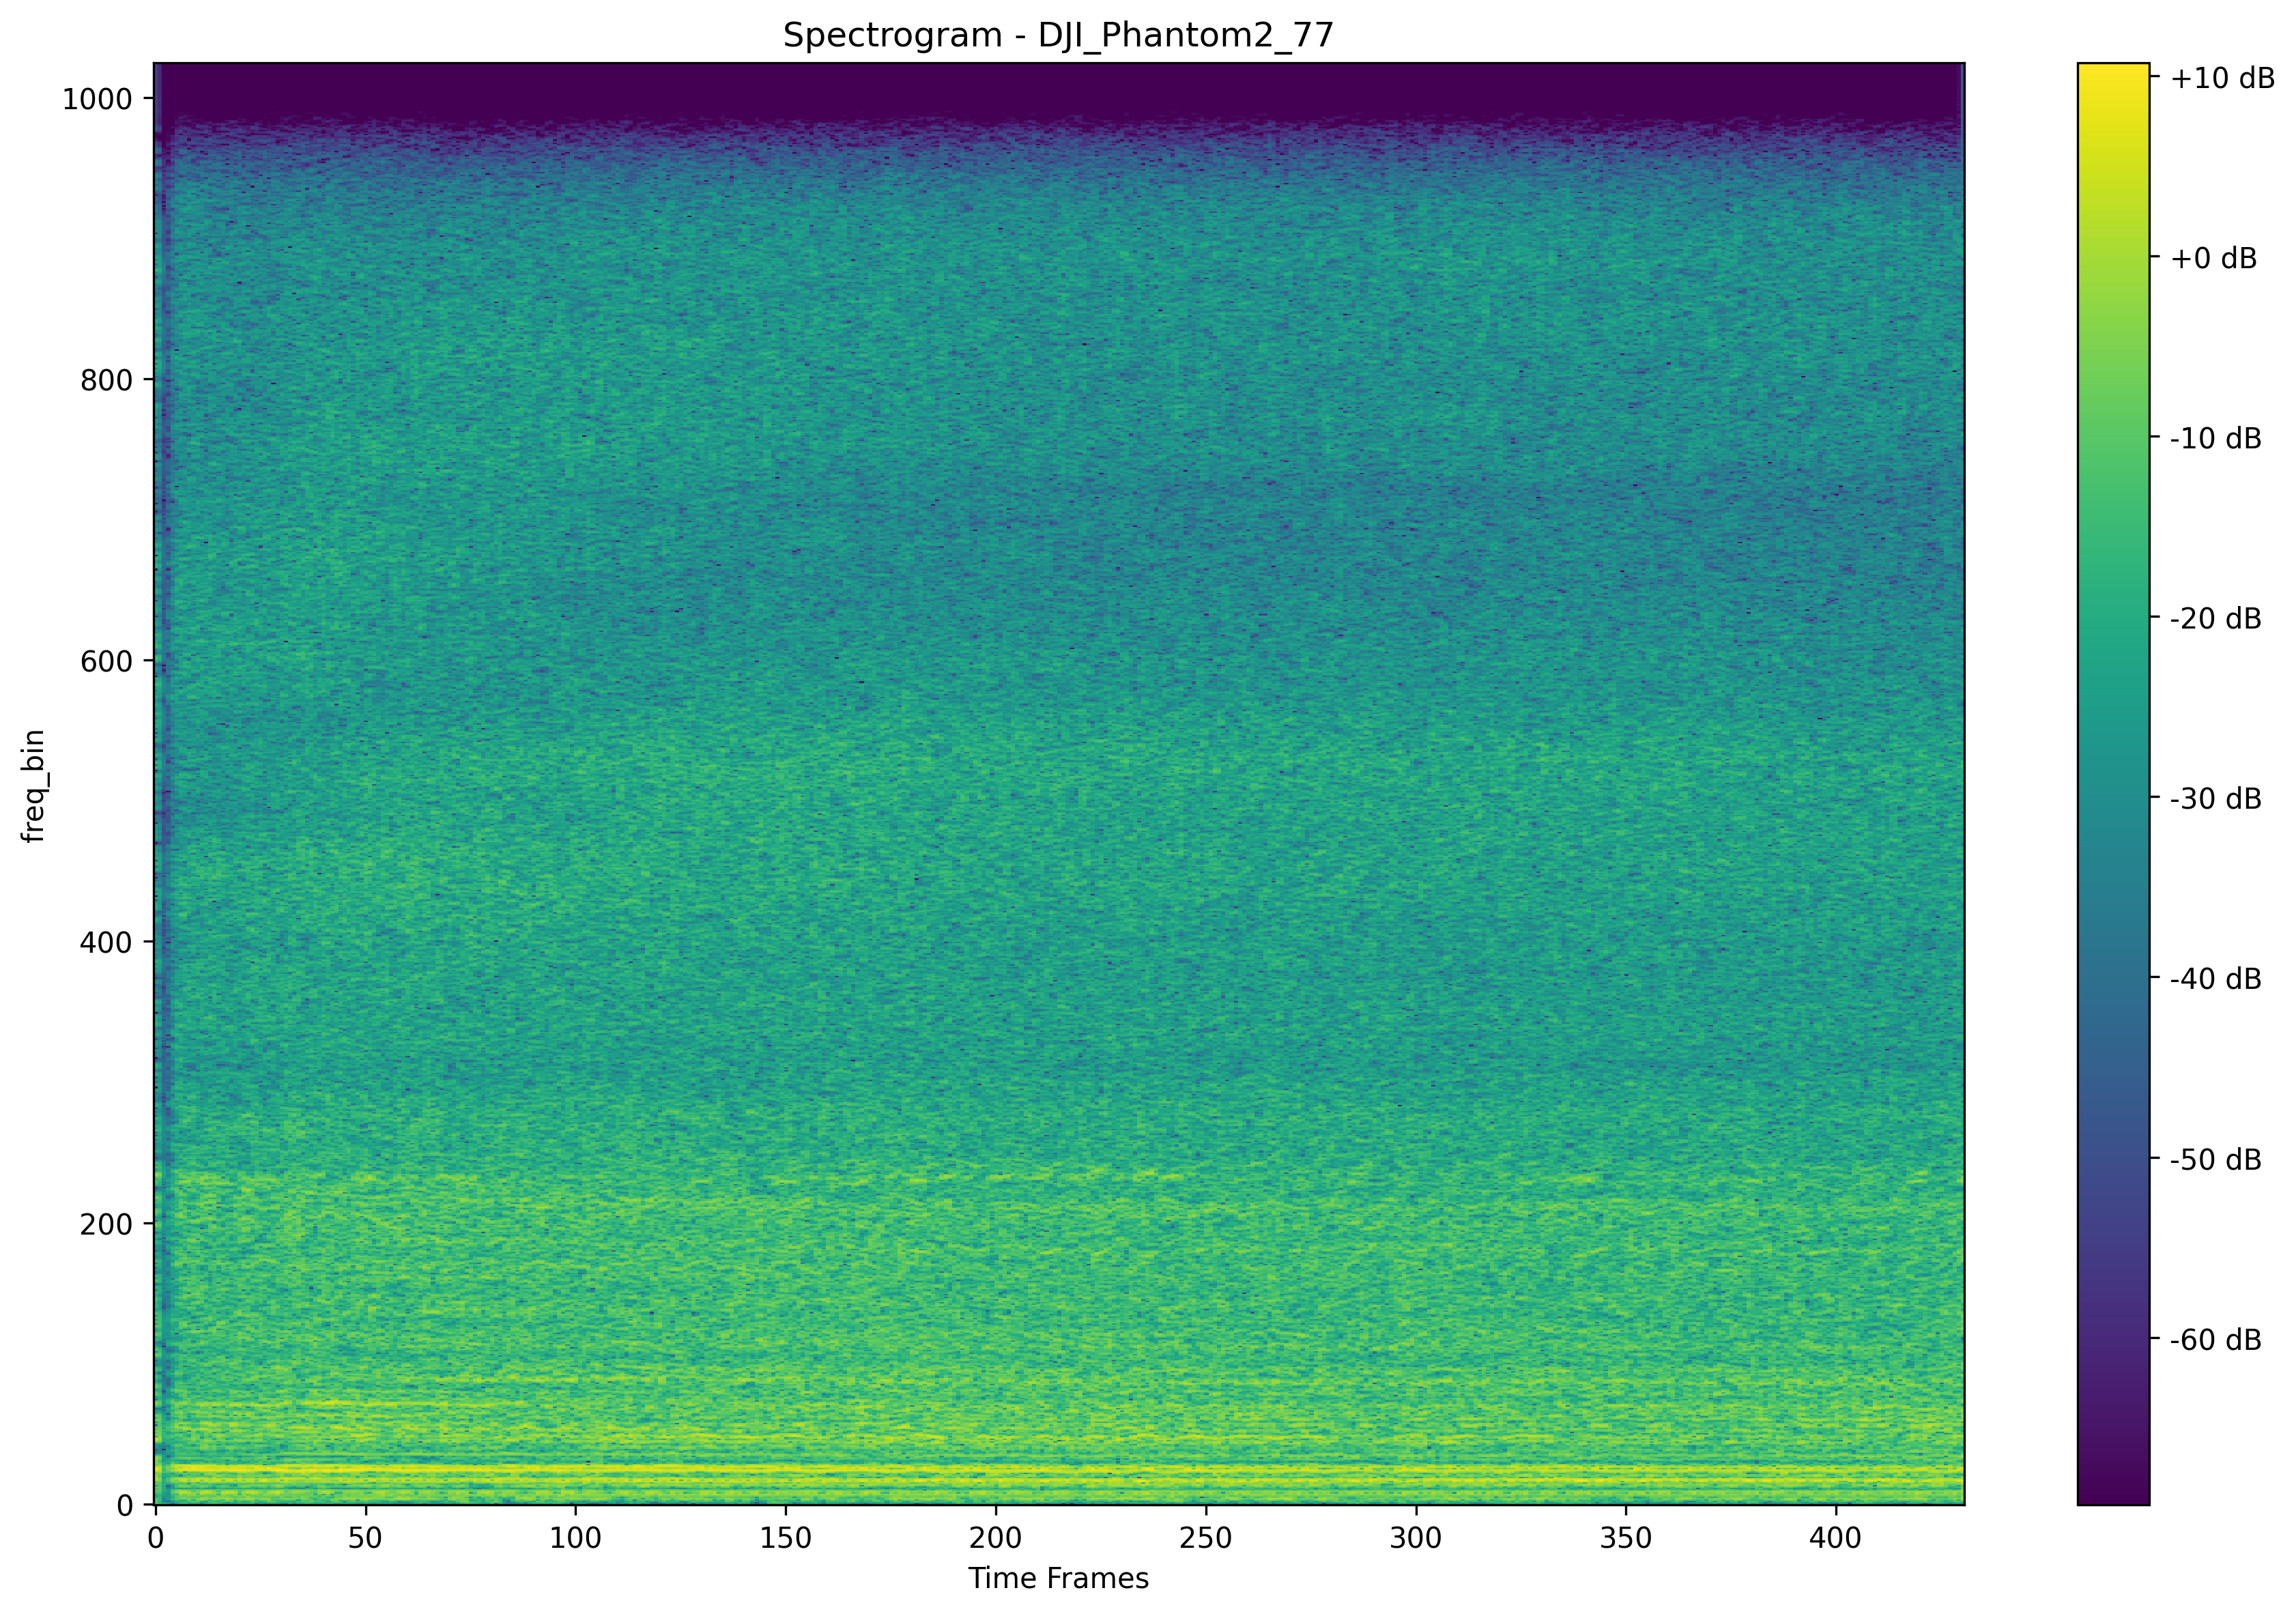 Spectrogram - DJI_Phantom2_77
freq_bin
1000
800
600
400
200
0
0 50 100 150 200 250 300 350 400
Time Frames
+10 dB
+0 dB
-10 dB
-20 dB
-30 dB
-40 dB
-50 dB
-60 dB